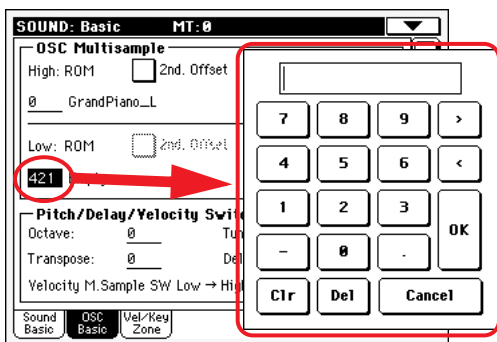 SOUND: Basic MT:0
OSC Multisample
High: ROM 2nd. Offset
0 GrandPiano_L
Low: ROM 2nd. Offset
421
Pitch/Delay/Velocity
Octave: 0
Transpose: 0
Velocity M.Sample SW Low →
Sound Basic
OSC Basic
Vel/Key Zone
7 8 9 >
4 5 6 <
1 2 3 OK
- 0 .
Clr Del Cancel